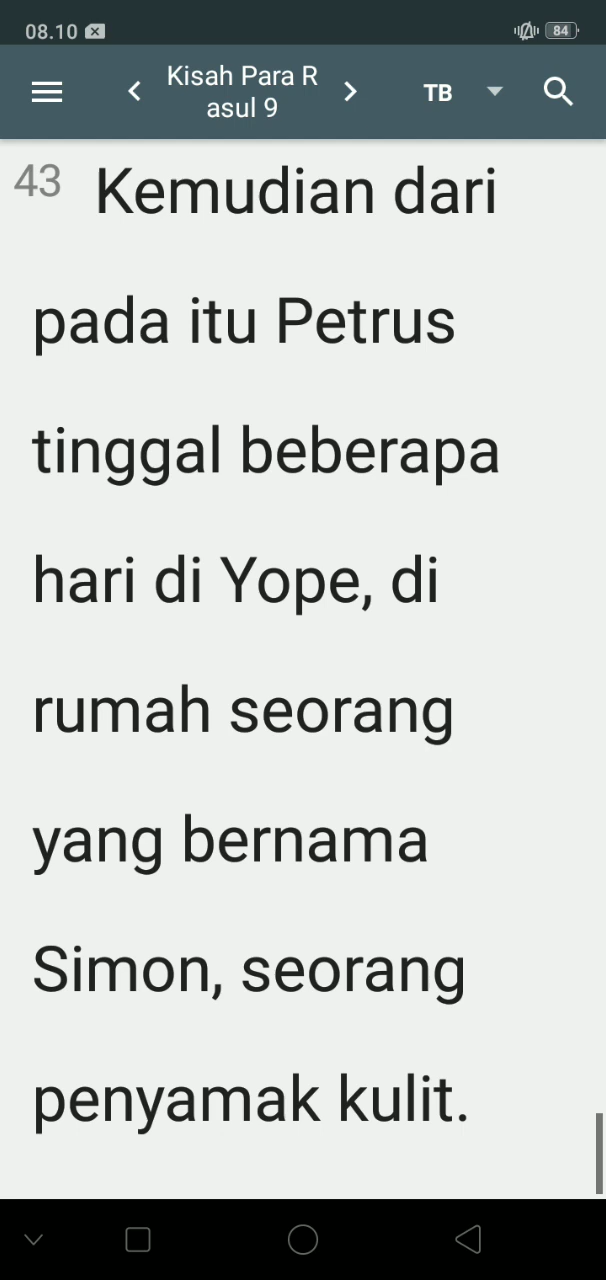 08.10
84
Kisah Para R
asul 9
TB
43 Kemudian dari
pada itu Petrus
tinggal beberapa
hari di Yope, di
rumah seorang
yang bernama
Simon, seorang
penyamak kulit.